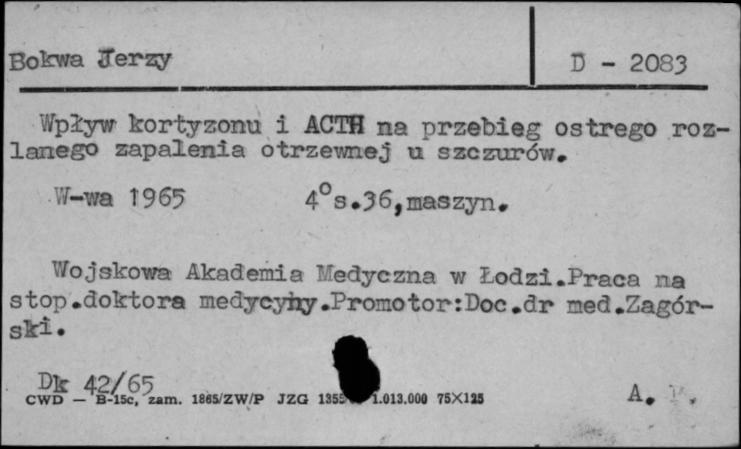 Bokwa Jerzy
D - 2083
Wpływ kortyzonu i ACTH na przebieg ostrego roz-
lanego zapalenia otrzewnej u szczurów.
W-wa 1965 4°s.36,maszyn.
Wojskowa Akademia Medyczna w Łodzi.Praca na
stop.doktora medycyny.Promotor:Doc.dr med.Zagór-
ski.
Dk 42/65
CWD — B-15c, zam. 1865/ZW/P JZG 1.013.000 75X125
A.